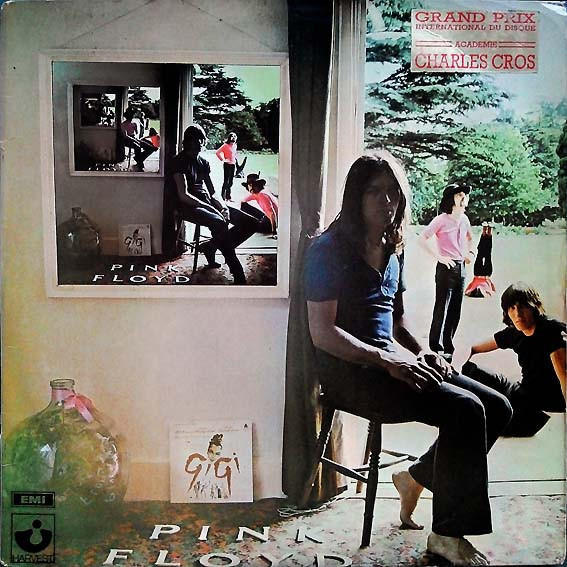 GRAND PRIX
INTERNATIONAL DU DISQUE
ACADEMIE
CHARLES CROS
PINK
FLOYD
GIGI
EMI
HARVEST
PINK
FLOYD